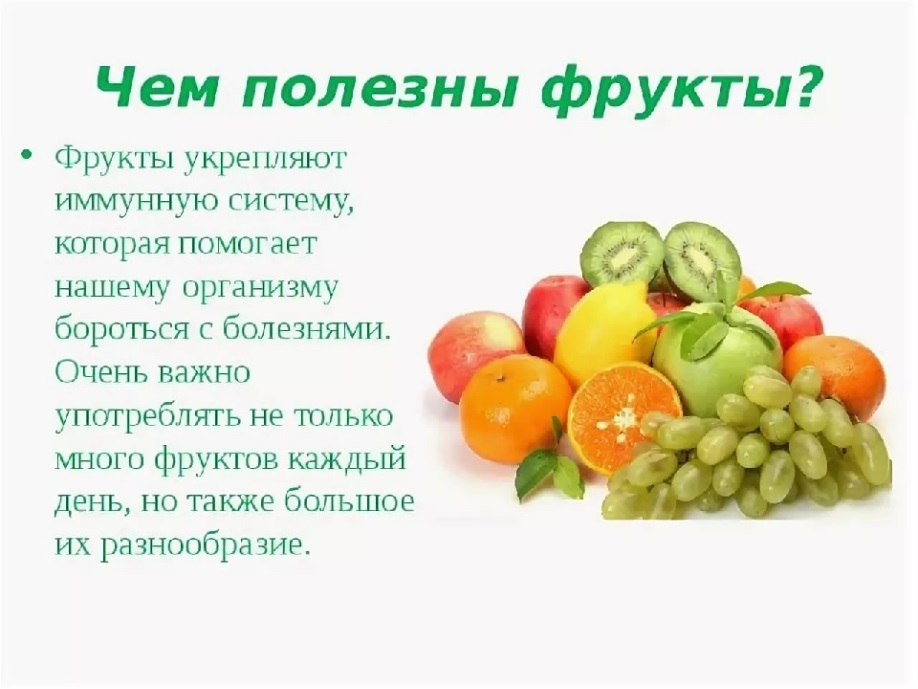 Чем полезны фрукты?
• Фрукты укрепляют
иммунную систему,
которая помогает
нашему организму
бороться с болезнями.
Очень важно
употреблять не только
много фруктов каждый
день, но также большое
их разнообразие.